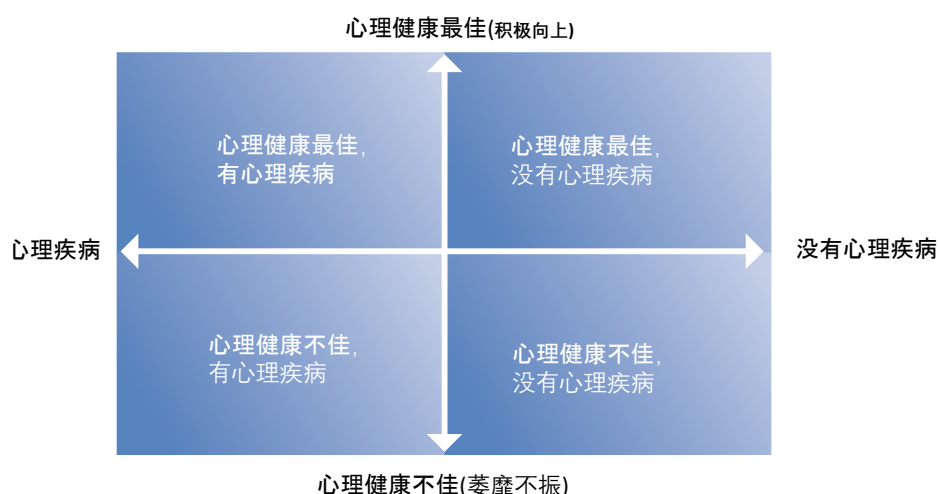 心理健康最佳(积极向上)
心理健康最佳,
有心理疾病
心理健康最佳,
没有心理疾病
心理疾病
没有心理疾病
心理健康不佳,
有心理疾病
心理健康不佳,
没有心理疾病
心理健康不佳(萎靡不振)